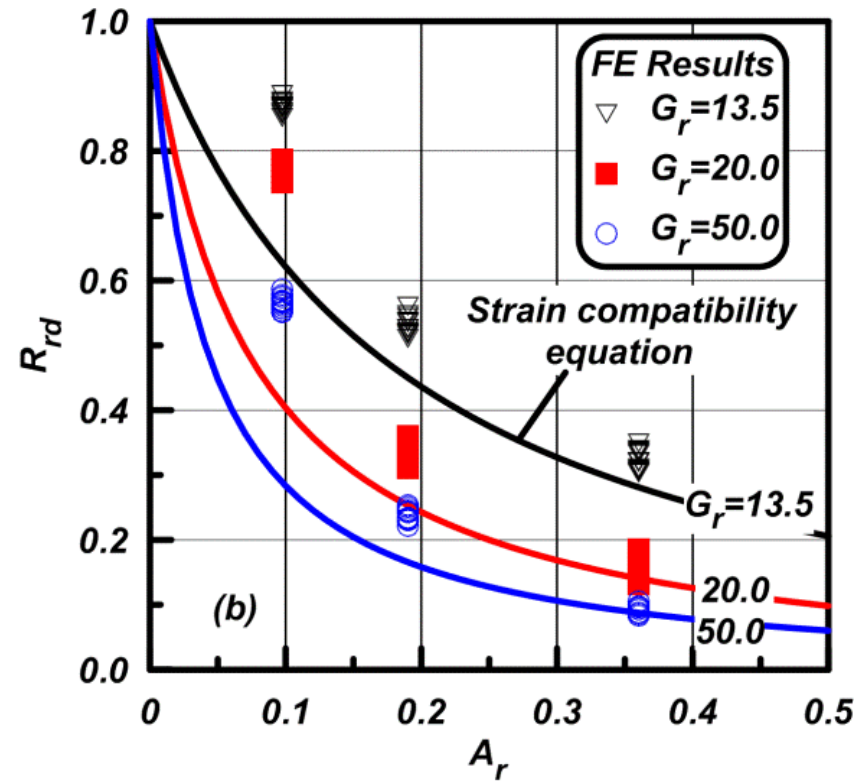 1.0
0.8
0.6
0.4
0.2
0.0
R_rd
FE Results
G_r=13.5
G_r=20.0
G_r=50.0
Strain compatibility
equation
G_r=13.5
20.0
50.0
(b)
0 0.1 0.2 0.3 0.4 0.5
A_r